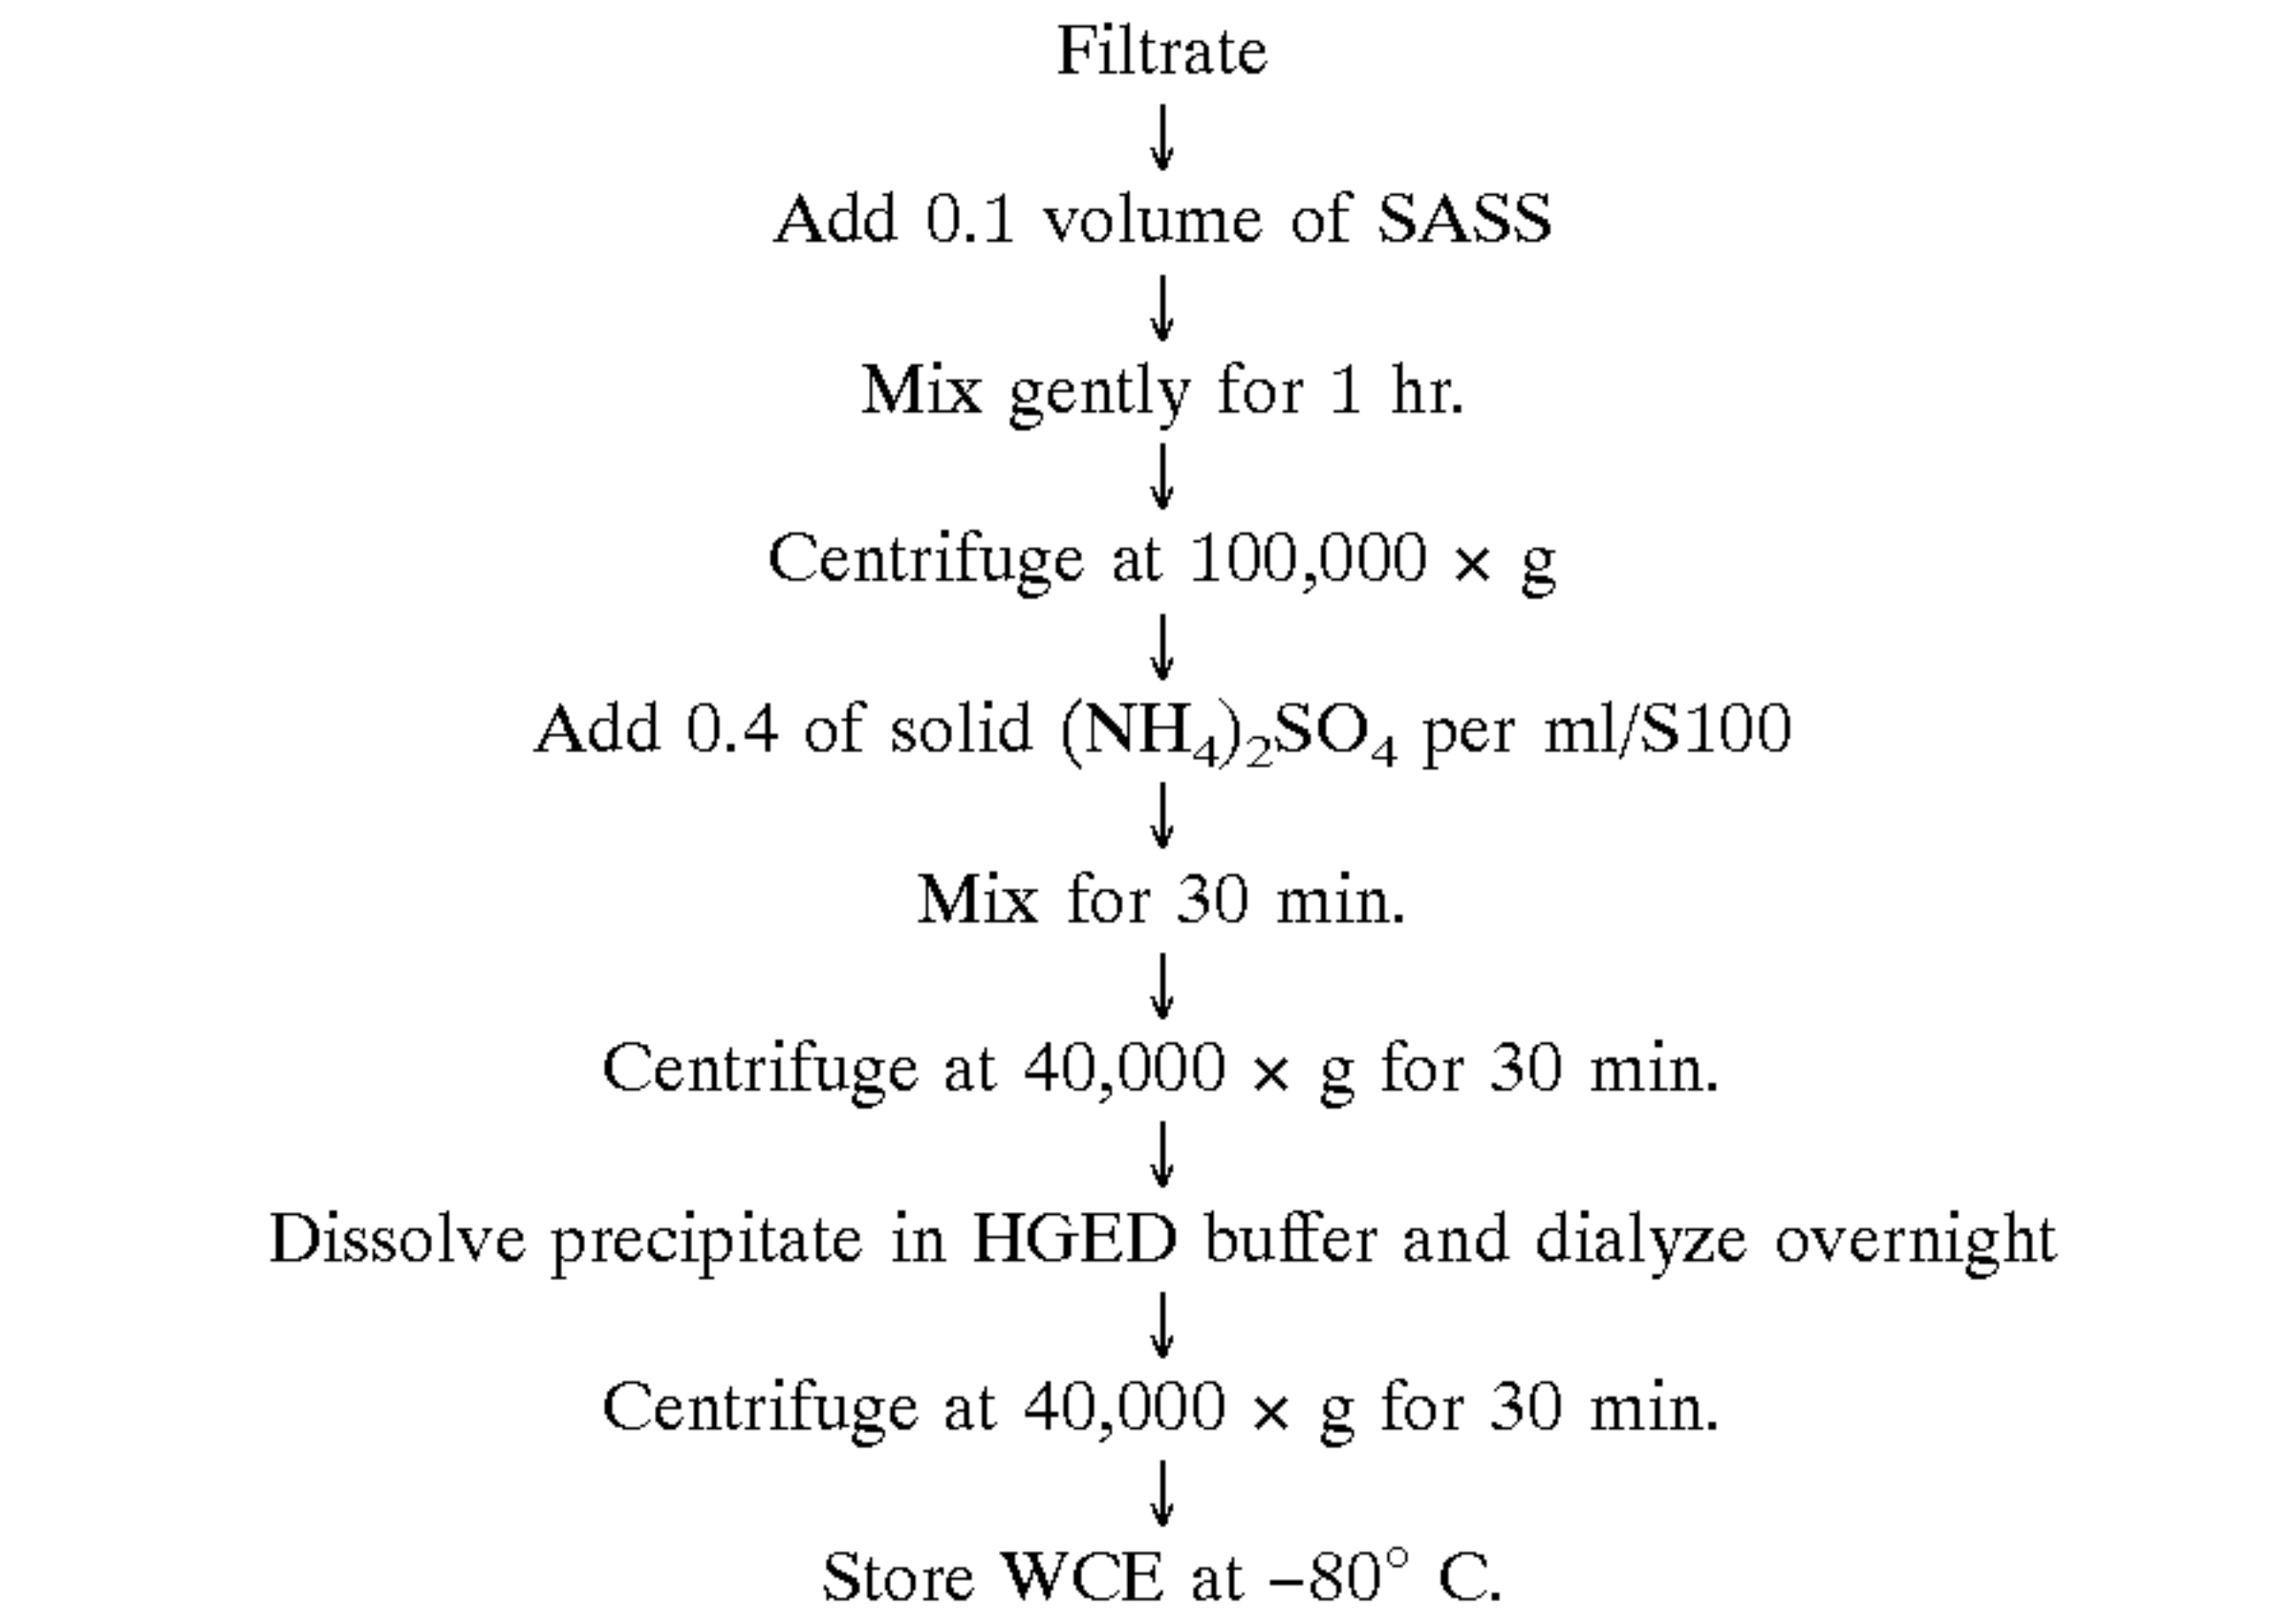 Filtrate
↓
Add 0.1 volume of SASS
↓
Mix gently for 1 hr.
↓
Centrifuge at 100,000 × g
↓
Add 0.4 of solid (NH₄)₂SO₄ per ml/S100
↓
Mix for 30 min.
↓
Centrifuge at 40,000 × g for 30 min.
↓
Dissolve precipitate in HGED buffer and dialyze overnight
↓
Centrifuge at 40,000 × g for 30 min.
↓
Store WCE at –80° C.